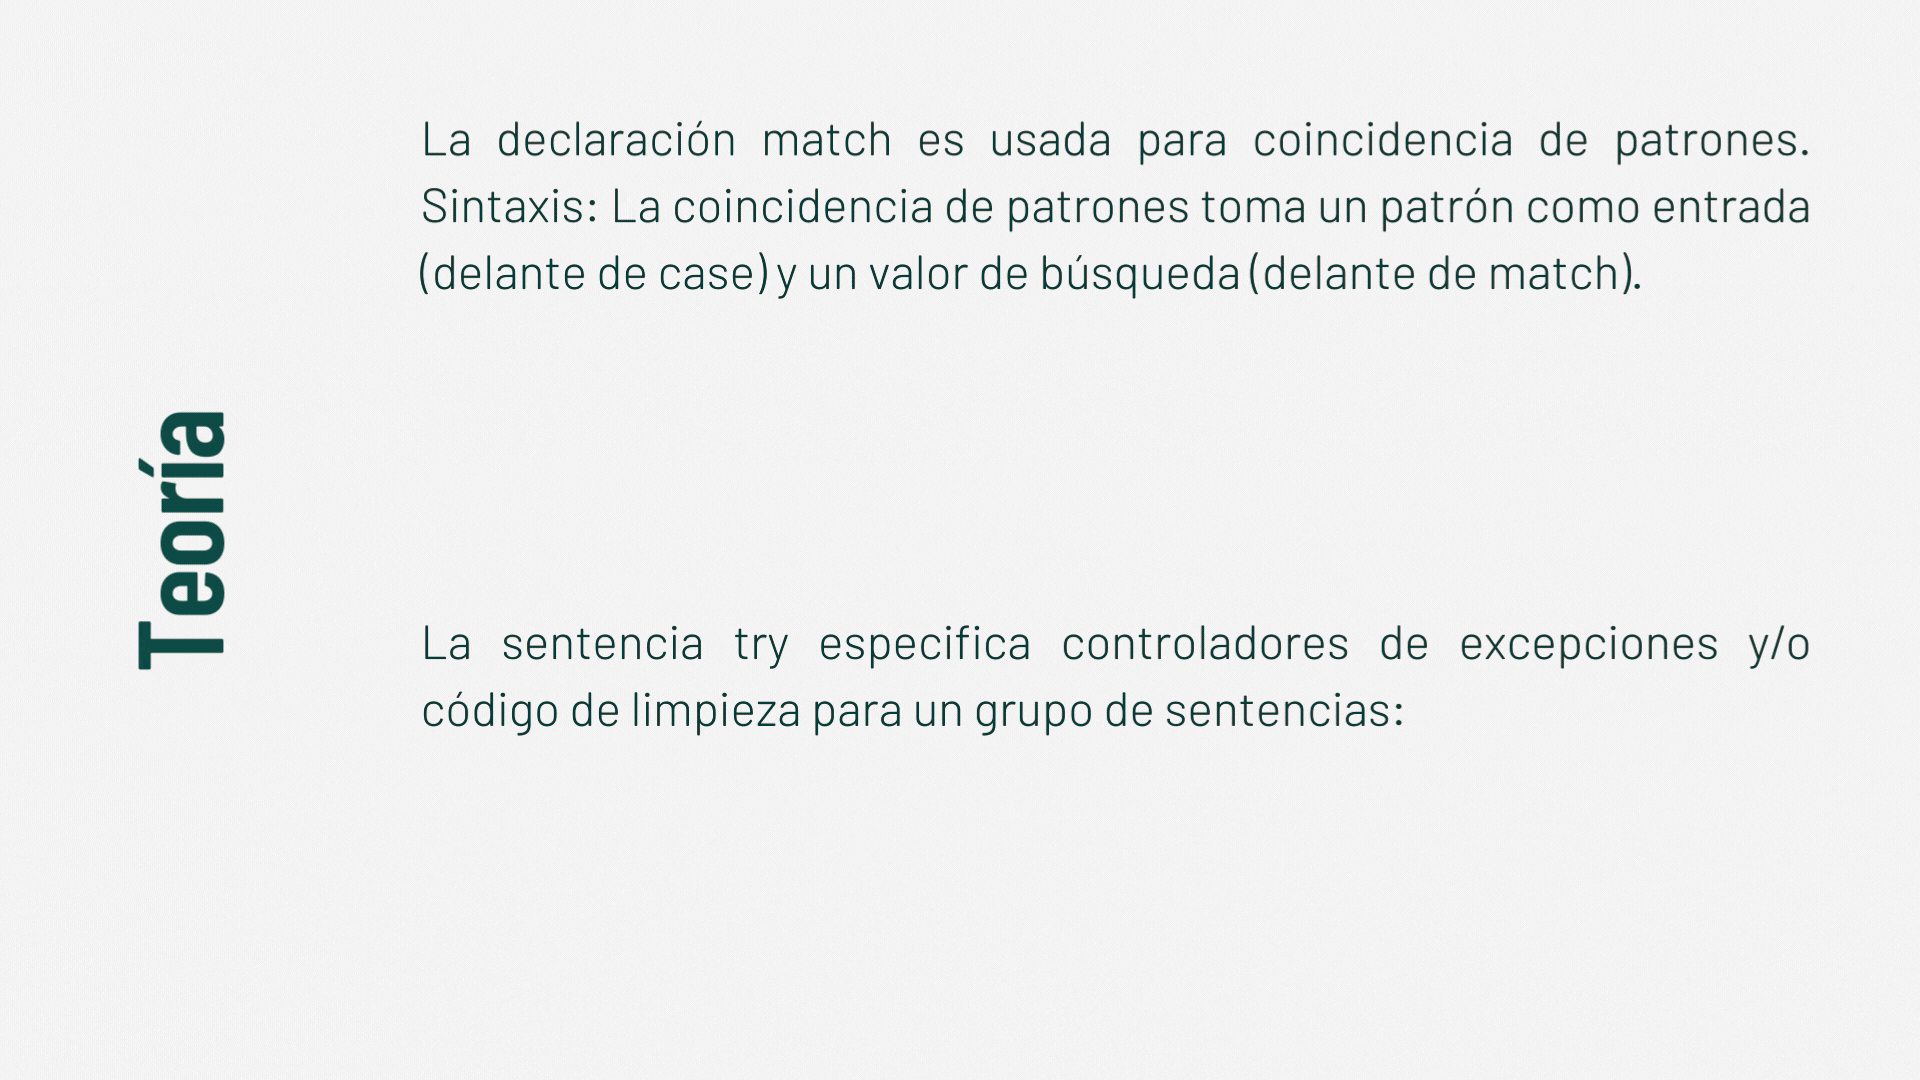 Teoría
La declaración match es usada para coincidencia de patrones.
Sintaxis: La coincidencia de patrones toma un patrón como entrada
(delante de case) y un valor de búsqueda (delante de match).
La sentencia try especifica controladores de excepciones y/o
código de limpieza para un grupo de sentencias: